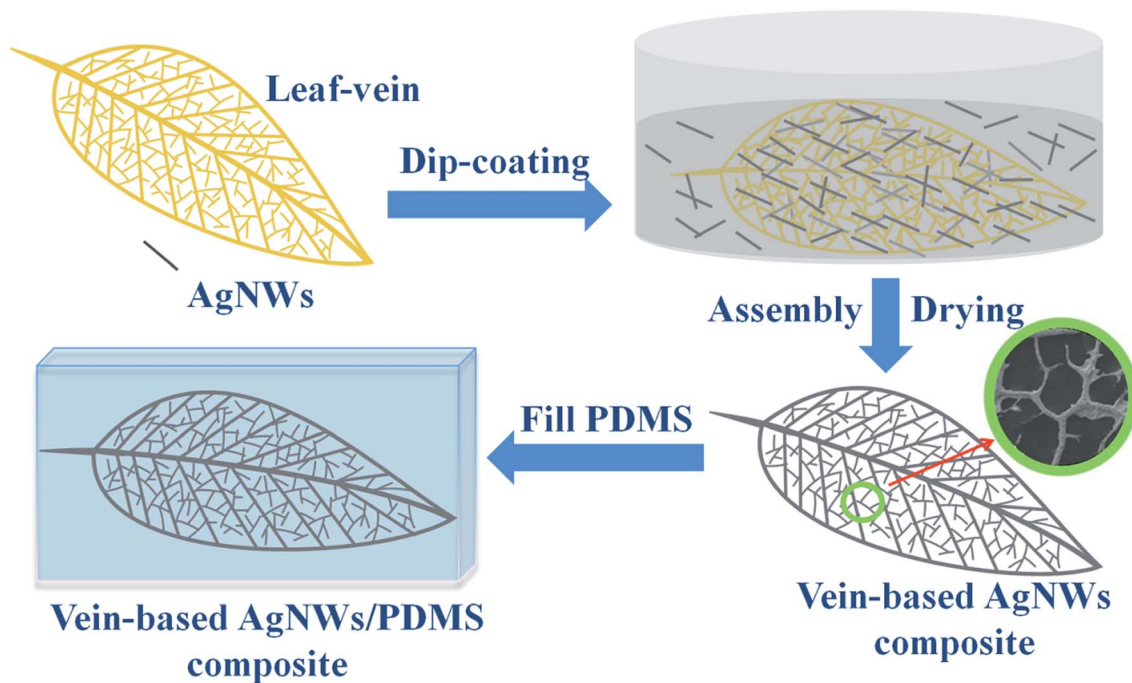 Leaf-vein
AgNWs
Dip-coating
Assembly Drying
Vein-based AgNWs
composite
Fill PDMS
Vein-based AgNWs/PDMS
composite